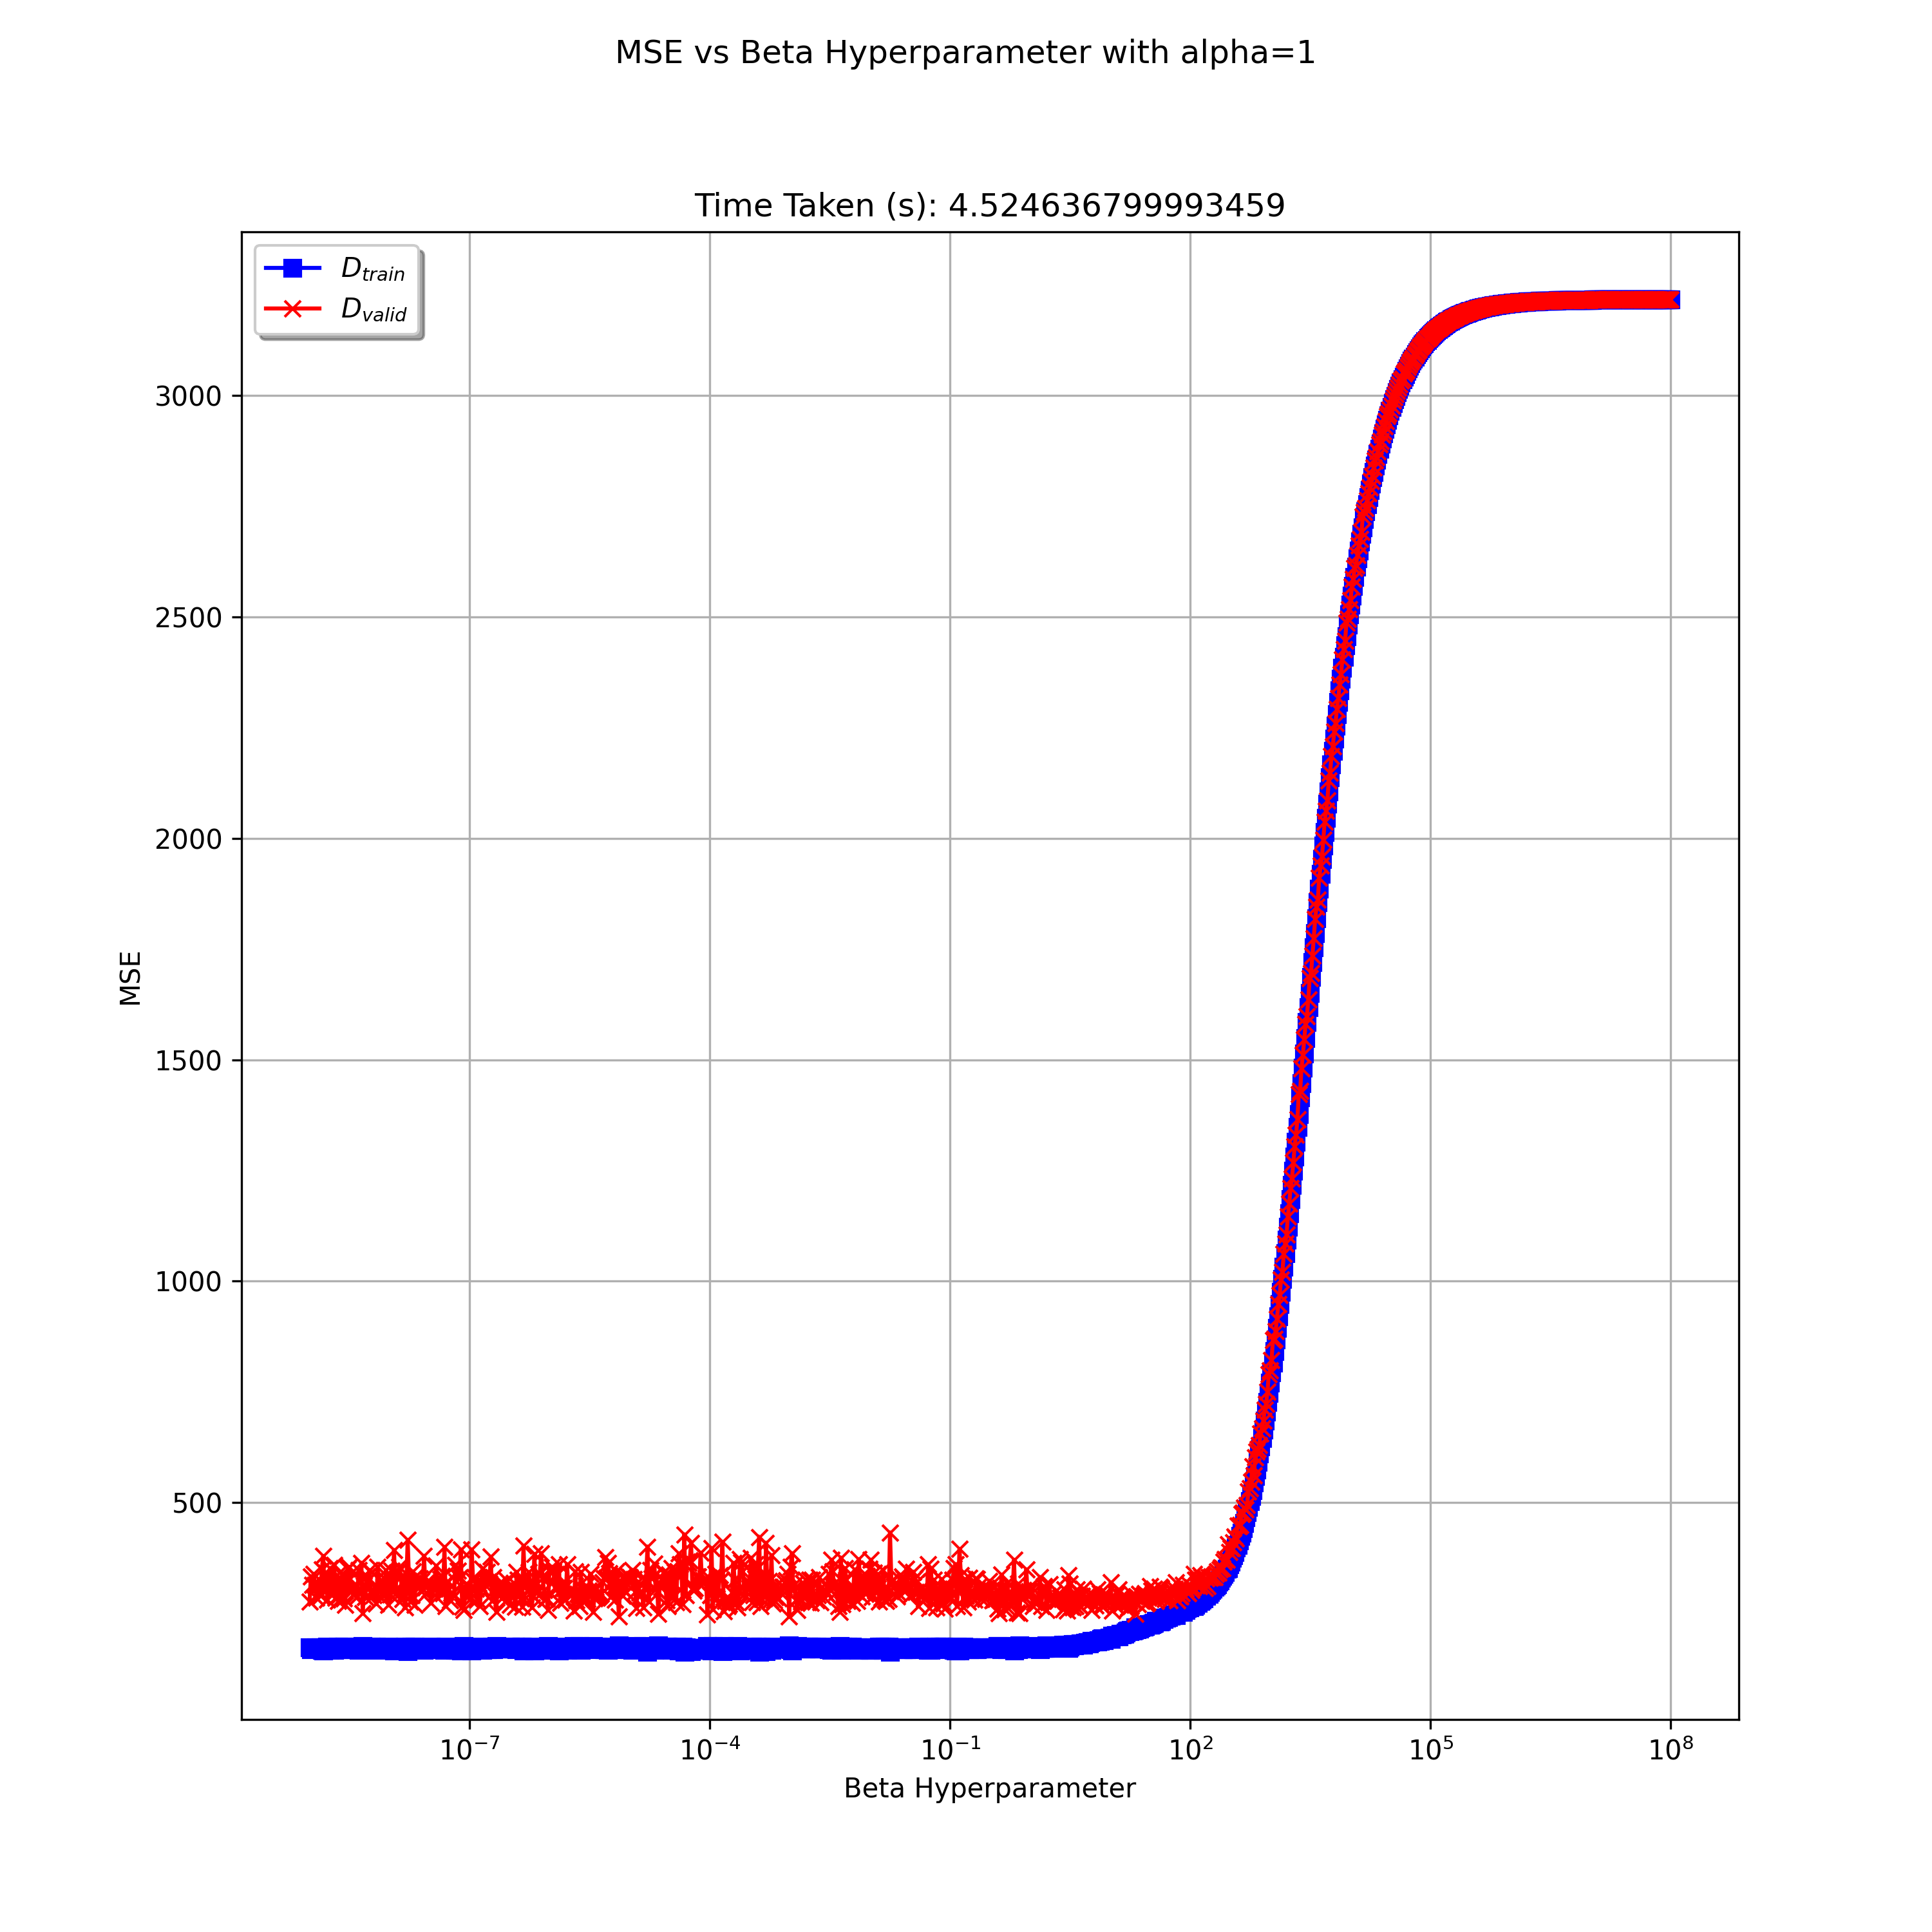 MSE vs Beta Hyperparameter with alpha=1
Time Taken (s): 4.524636799993459
D_train
D_valid
3000
2500
2000
1500
1000
500
MSE
10^−7 10^−4 10^−1 10^2 10^5 10^8
Beta Hyperparameter